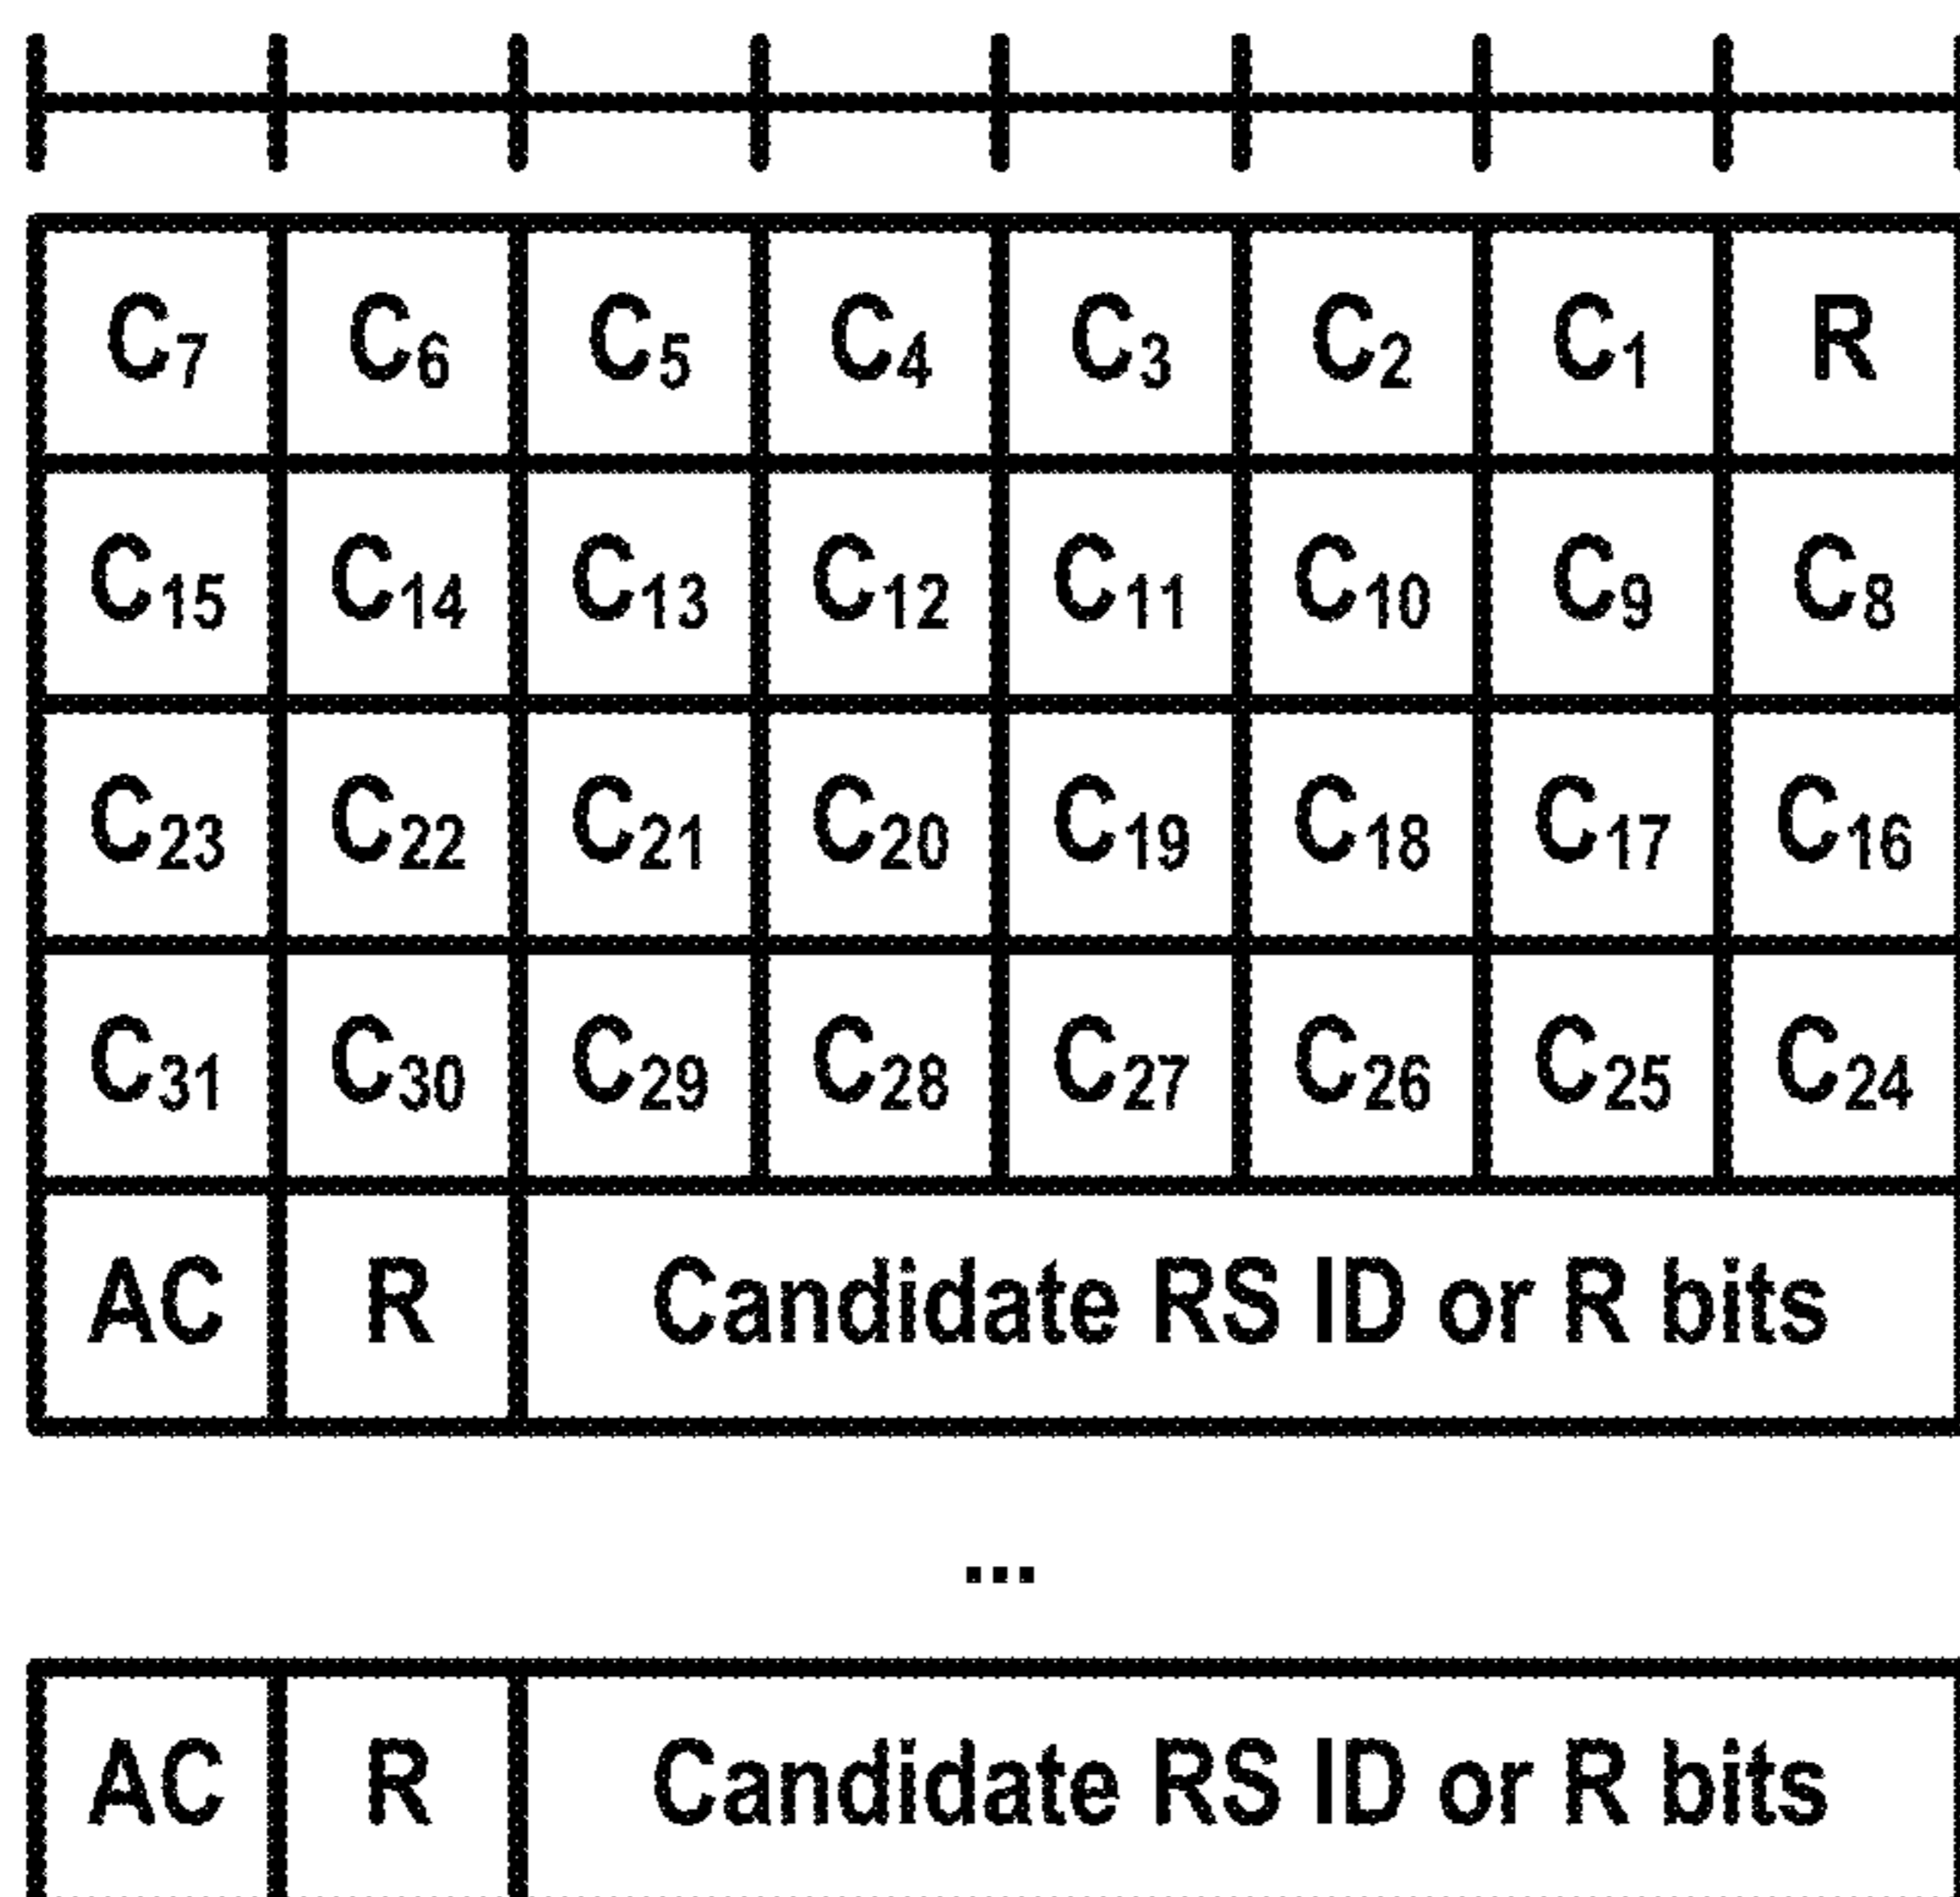 C₇ C₆ C₅ C₄ C₃ C₂ C₁ R
C₁₅ C₁₄ C₁₃ C₁₂ C₁₁ C₁₀ C₉ C₈
C₂₃ C₂₂ C₂₁ C₂₀ C₁₉ C₁₈ C₁₇ C₁₆
C₃₁ C₃₀ C₂₉ C₂₈ C₂₇ C₂₆ C₂₅ C₂₄
AC R Candidate RS ID or R bits
...
AC R Candidate RS ID or R bits